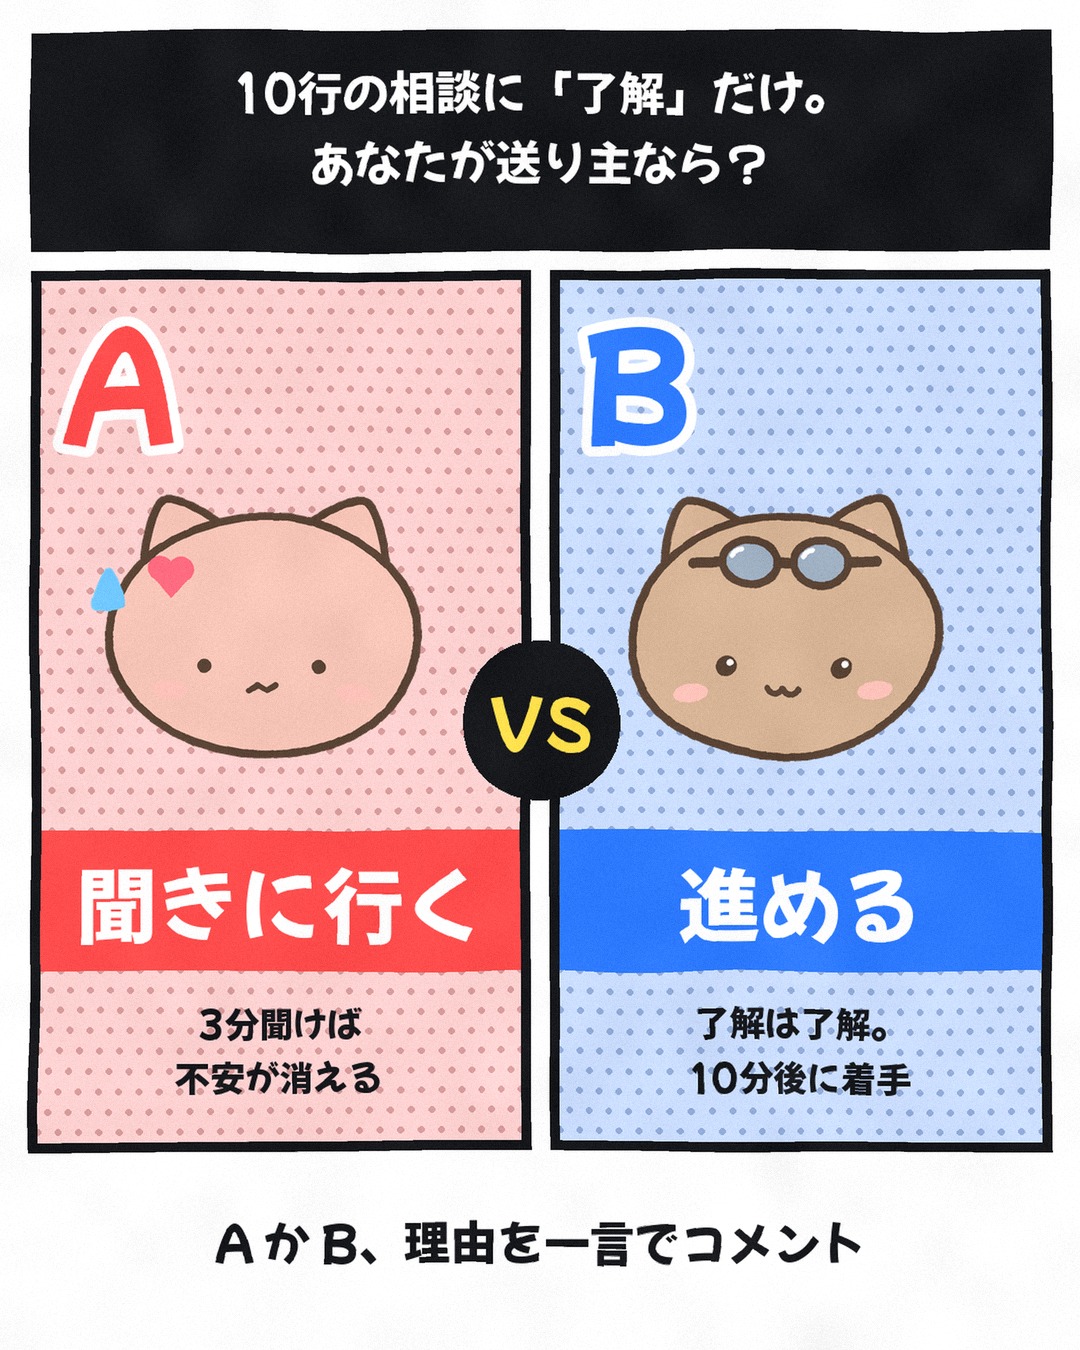 10行の相談に「了解」だけ。
あなたが送り主なら？
A
B
VS
聞きに行く
進める
3分聞けば
不安が消える
了解は了解。
10分後に着手
AかB、理由を一言でコメント